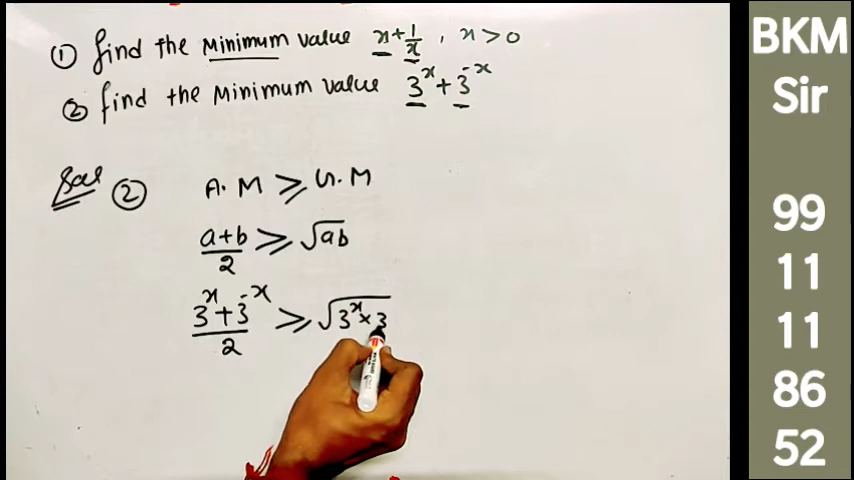 ① find the minimum value x + 1/x , x > 0
② find the minimum value 3^x + 3^-x
Sol ② A.M ≥ G.M
a+b/2 ≥ √ab
3^x + 3^-x/2 ≥ √3^x × 3
BKM
Sir
99
11
11
86
52